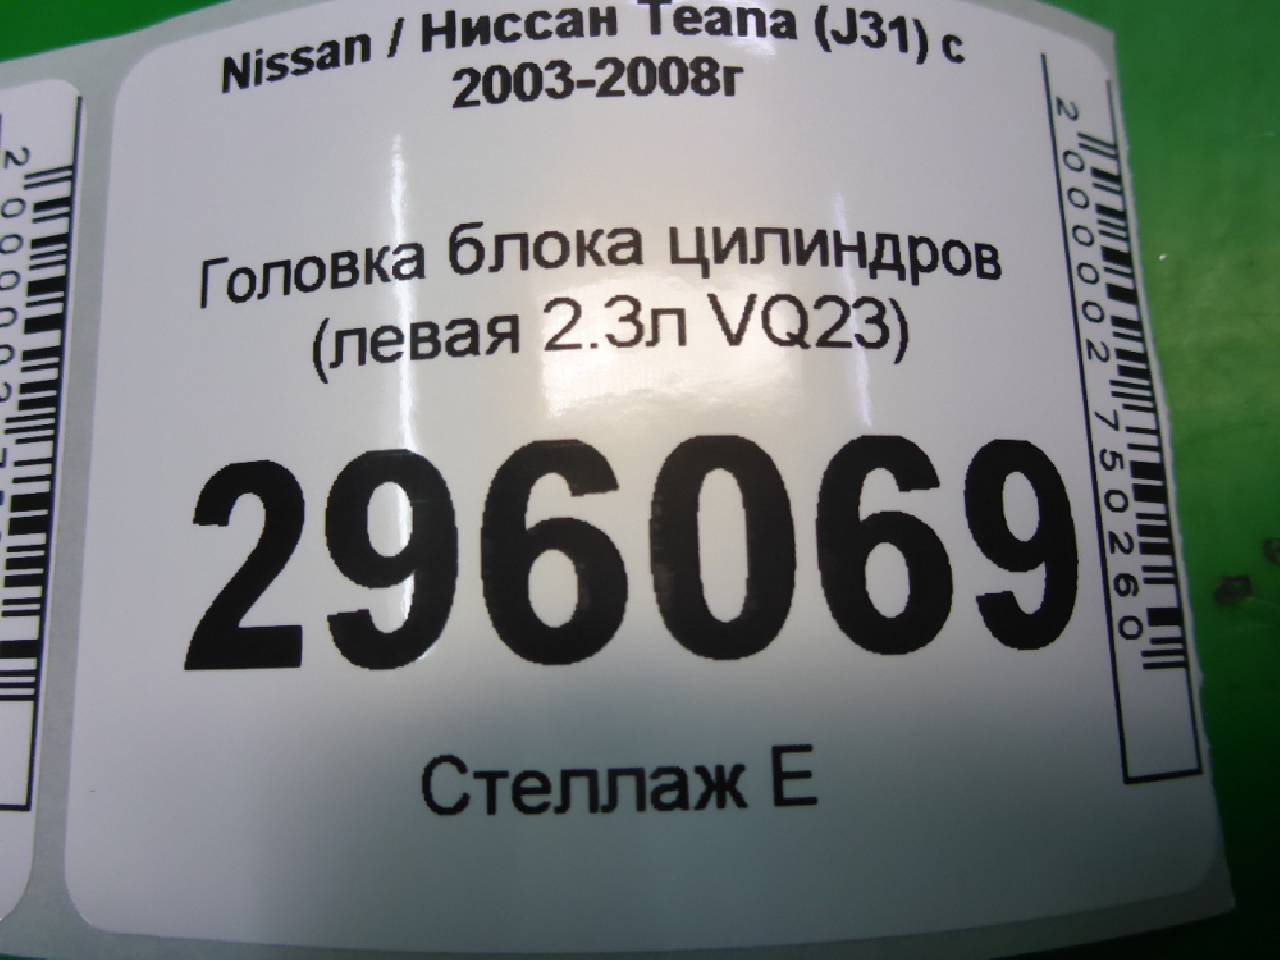 Nissan / Ниссан Teana (J31) с
2003-2008г
Головка блока цилиндров
(левая 2.3л VQ23)
296069
Стеллаж Е
2000002750260